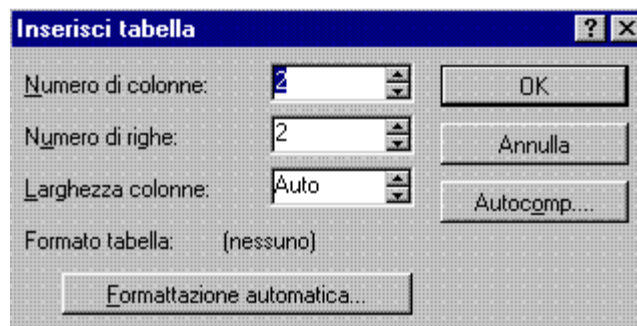 Inserisci tabella
Numero di colonne: 2 OK
Numero di righe: 2 Annulla
Larghezza colonne: Auto Autocomp....
Formato tabella: (nessuno)
Formattazione automatica...